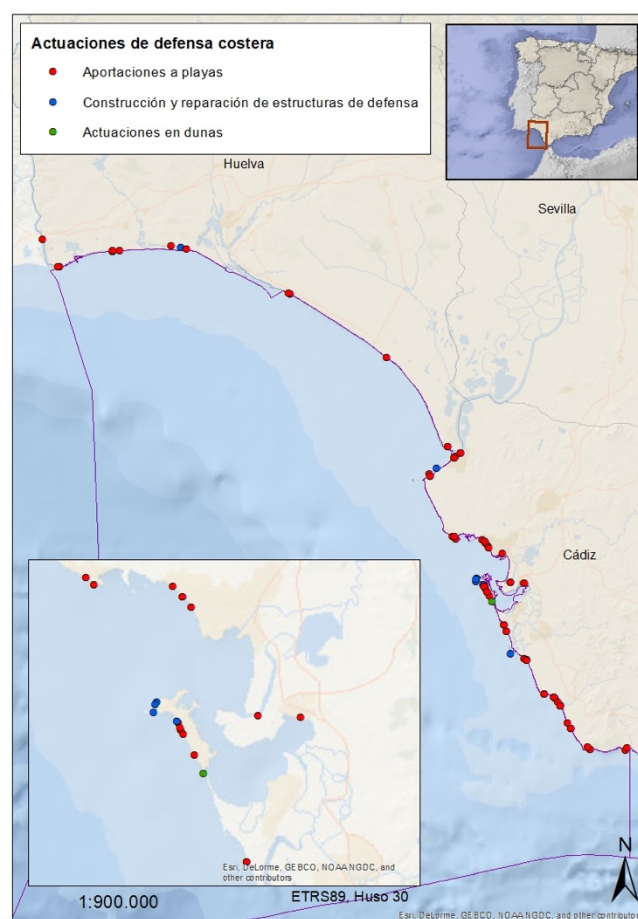 Actuaciones de defensa costera
Aportaciones a playas
Construcción y reparación de estructuras de defensa
Actuaciones en dunas
Huelva
Sevilla
Cádiz
Esri, DeLorme, GEBCO, NOAA NGDC, and
other contributors
1:900.000
ETRS89, Huso 30
N
Esri, DeLorme, GEBCO, NOAA NGDC, and other contributors